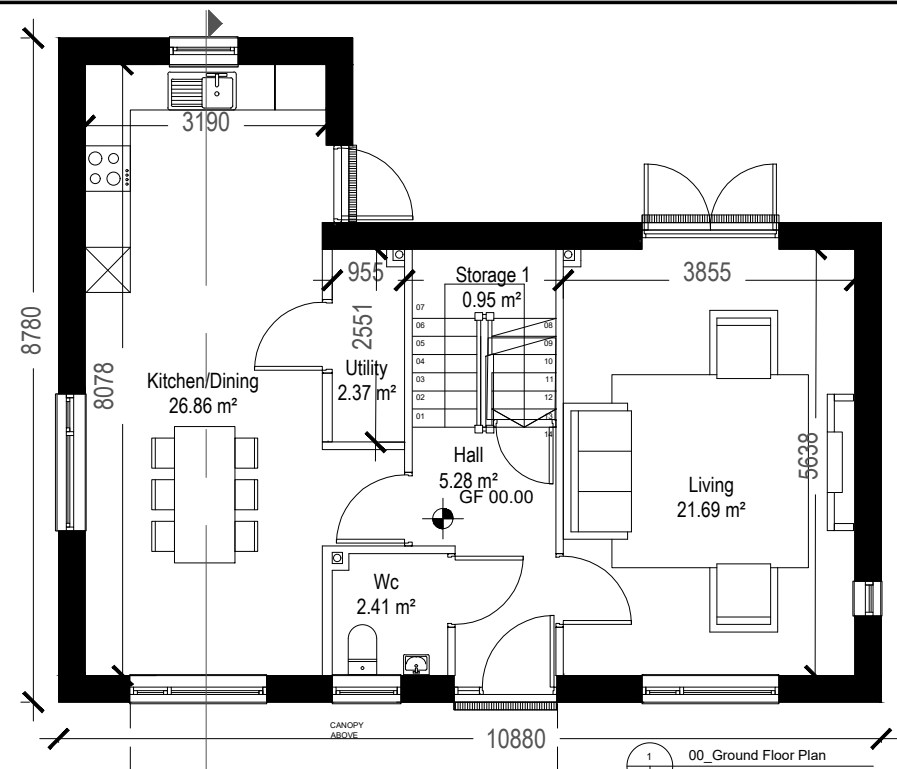 3190
955
Storage 1
0.95 m²
3855
8780
2551
07
06
05
04
03
02
01
08
09
10
11
12
13
14
8078
Kitchen/Dining
26.86 m²
Utility
2.37 m²
Hall
5.28 m²
GF 00.00
5638
Living
21.69 m²
Wc
2.41 m²
CANOPY
ABOVE
10880
1
00_Ground Floor Plan